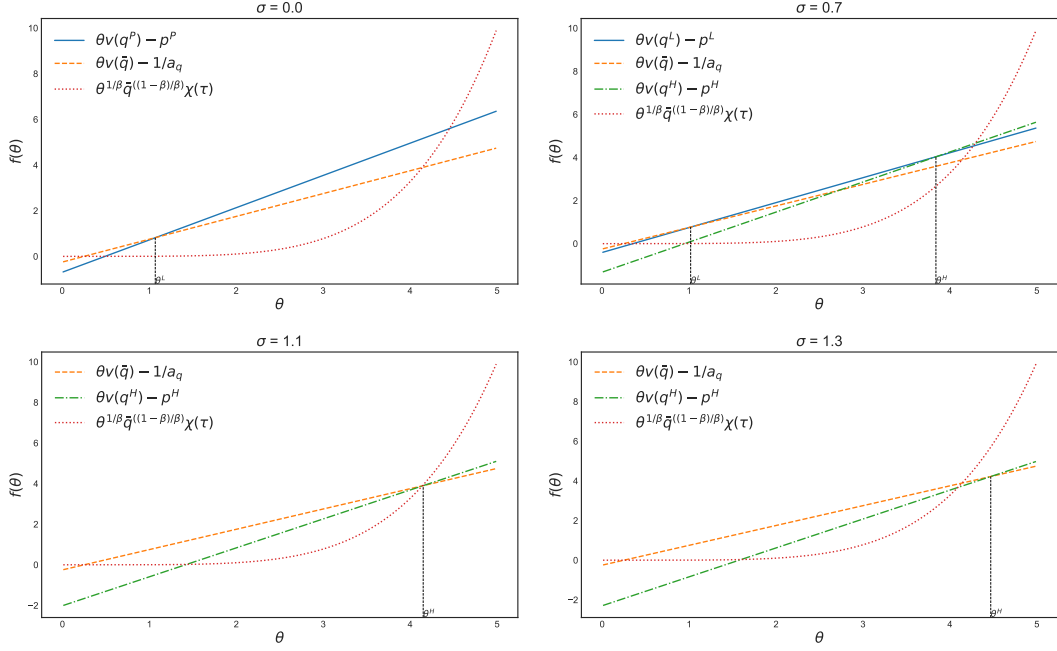 σ = 0.0
10
8
6
4
2
0
f(θ)
θv(q^P) − p^P
θv(q̄) − 1/a_q
θ^{1/β} q̄^{((1 − β)/β)} χ(τ)
θ^L
0 1 2 3 4 5
θ
σ = 0.7
10
8
6
4
2
0
f(θ)
θv(q^L) − p^L
θv(q̄) − 1/a_q
θv(q^H) − p^H
θ^{1/β} q̄^{((1 − β)/β)} χ(τ)
θ^L θ^H
0 1 2 3 4 5
θ
σ = 1.1
10
8
6
4
2
0
−2
f(θ)
θv(q̄) − 1/a_q
θv(q^H) − p^H
θ^{1/β} q̄^{((1 − β)/β)} χ(τ)
θ^H
0 1 2 3 4 5
θ
σ = 1.3
10
8
6
4
2
0
−2
f(θ)
θv(q̄) − 1/a_q
θv(q^H) − p^H
θ^{1/β} q̄^{((1 − β)/β)} χ(τ)
θ^H
0 1 2 3 4 5
θ